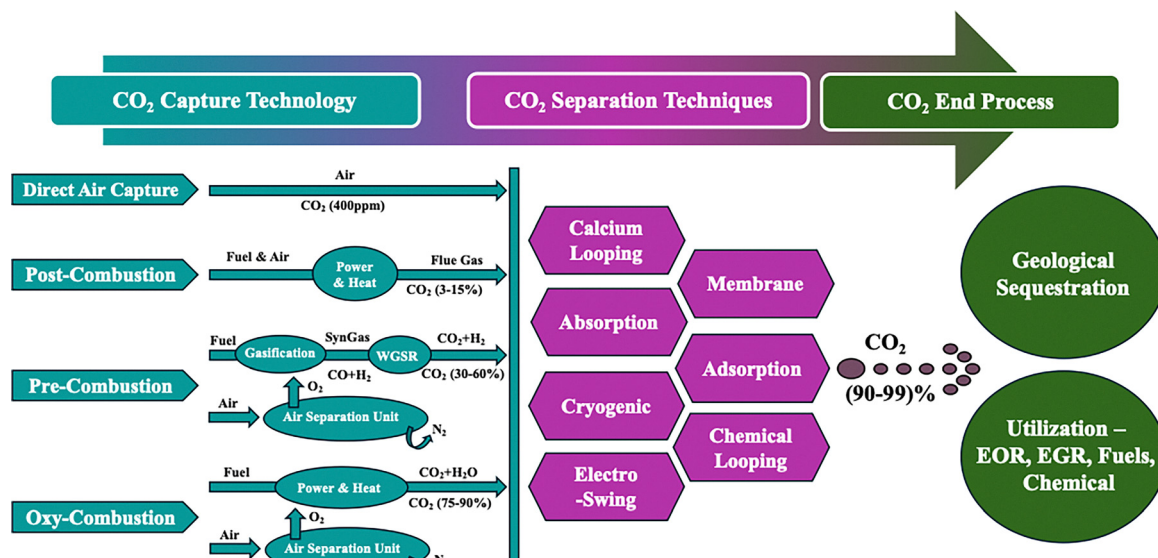 CO₂ Capture Technology
CO₂ Separation Techniques
CO₂ End Process
Direct Air Capture
Air
CO₂ (400ppm)
Post-Combustion
Fuel & Air
Power
& Heat
Flue Gas
CO₂ (3-15%)
Pre-Combustion
Fuel
Gasification
SynGas
CO+H₂
WGSR
CO₂+H₂
CO₂ (30-60%)
O₂
Air
Air Separation Unit
N₂
Oxy-Combustion
Fuel
Power & Heat
CO₂+H₂O
CO₂ (75-90%)
O₂
Air
Air Separation Unit
Calcium
Looping
Membrane
Absorption
Adsorption
Cryogenic
Chemical
Looping
Electro
-Swing
CO₂
(90-99)%
Geological
Sequestration
Utilization –
EOR, EGR, Fuels,
Chemical